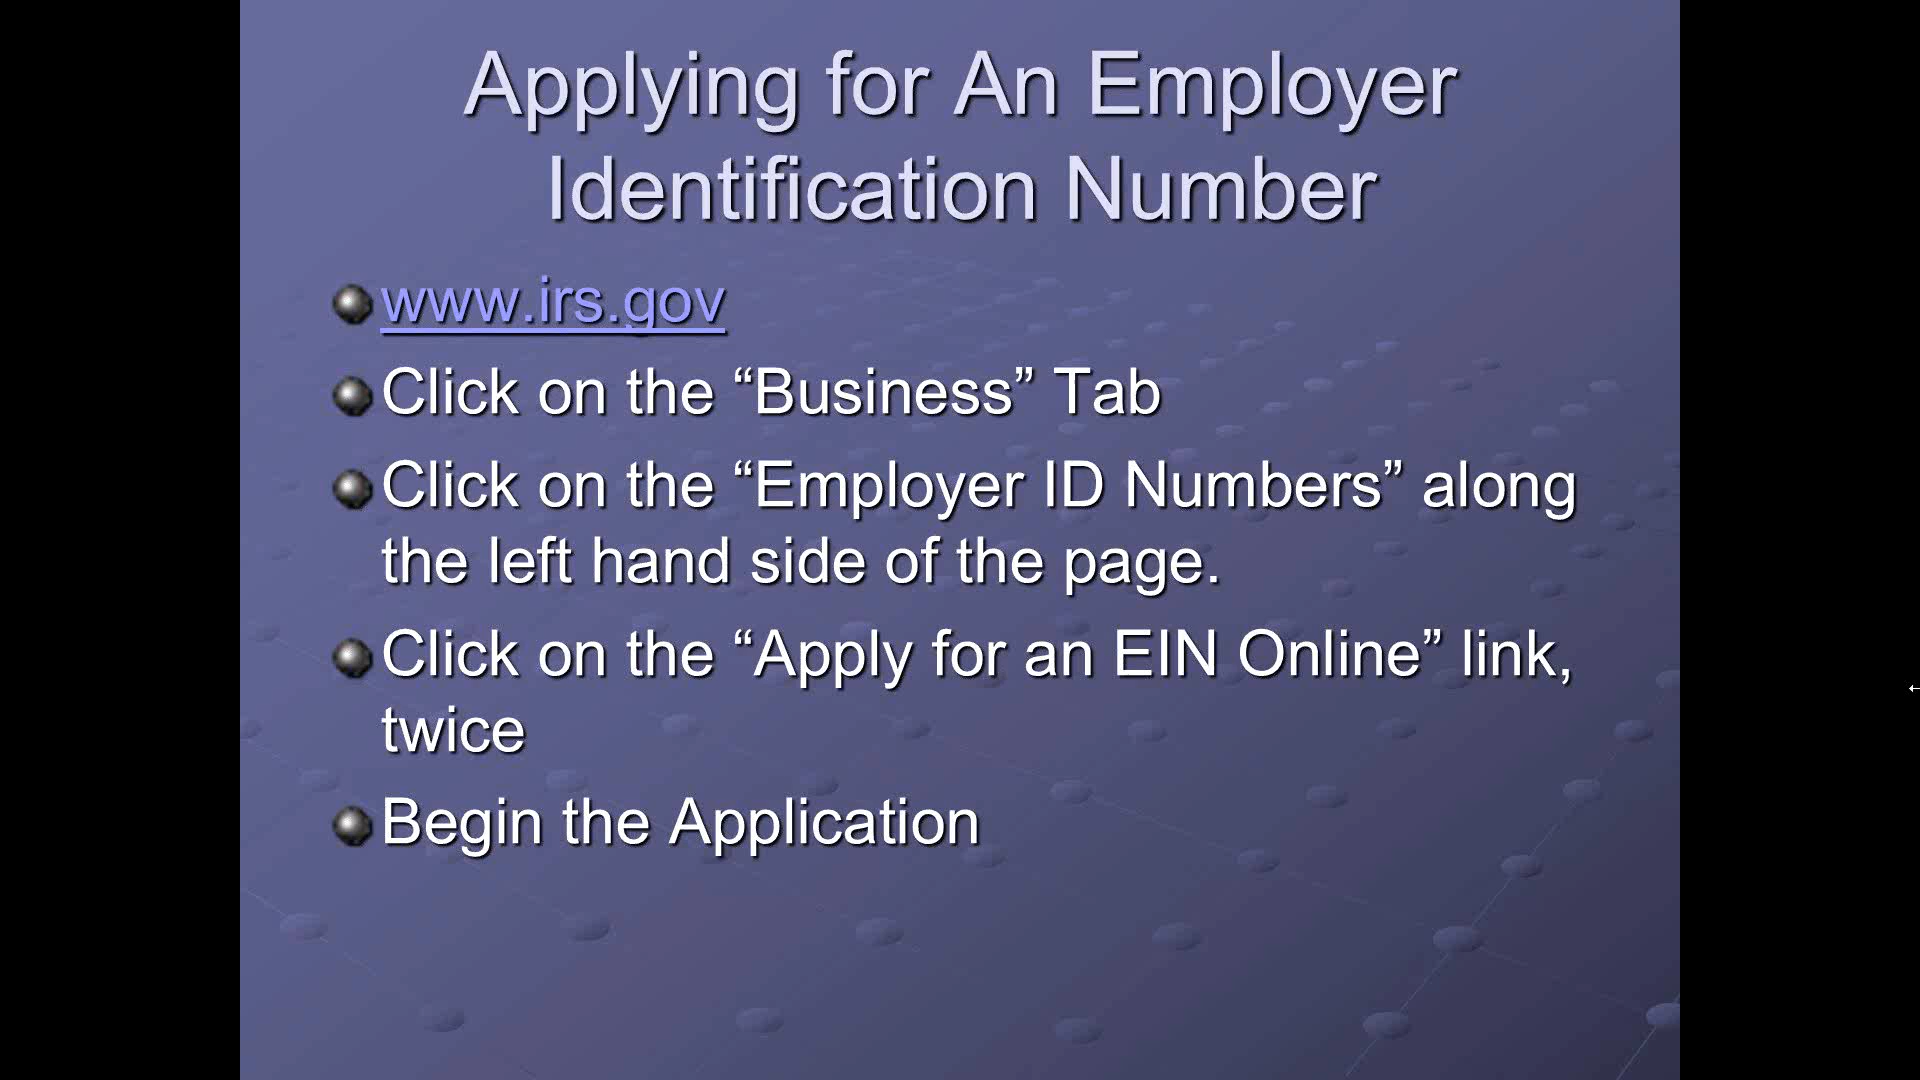 Applying for An Employer
Identification Number
www.irs.gov
Click on the “Business” Tab
Click on the “Employer ID Numbers” along
the left hand side of the page.
Click on the “Apply for an EIN Online” link,
twice
Begin the Application